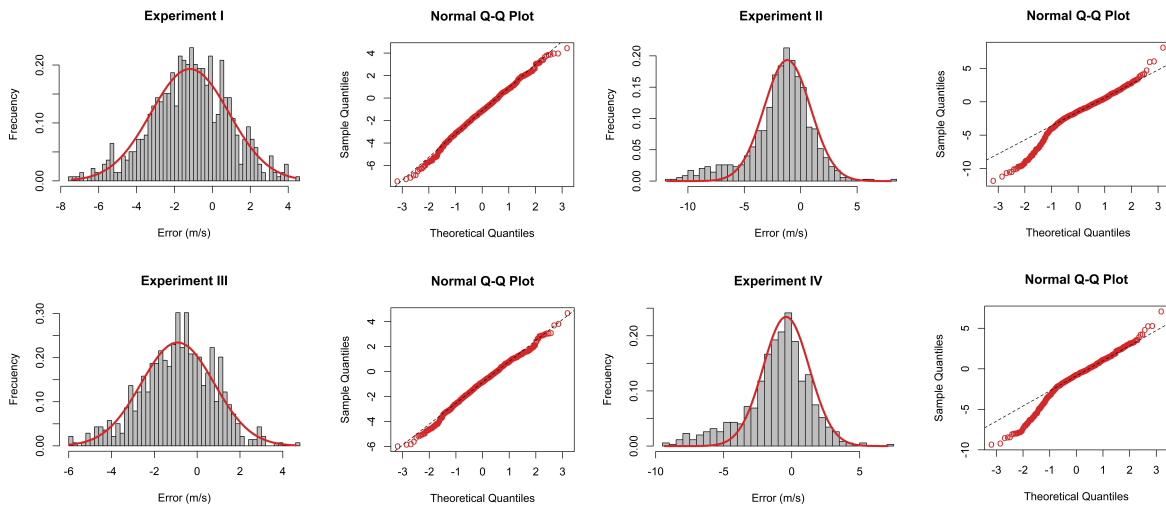 Experiment I
Frecuency
0.00 0.10 0.20
-8 -6 -4 -2 0 2 4
Error (m/s)
Normal Q-Q Plot
Sample Quantiles
-6 -4 -2 0 2 4
-3 -2 -1 0 1 2 3
Theoretical Quantiles
Experiment II
Frecuency
0.00 0.05 0.10 0.15 0.20
-10 -5 0 5
Error (m/s)
Normal Q-Q Plot
Sample Quantiles
-10 -5 0 5
-3 -2 -1 0 1 2 3
Theoretical Quantiles
Experiment III
Frecuency
0.00 0.10 0.20 0.30
-6 -4 -2 0 2 4
Error (m/s)
Normal Q-Q Plot
Sample Quantiles
-6 -4 -2 0 2 4
-3 -2 -1 0 1 2 3
Theoretical Quantiles
Experiment IV
Frecuency
0.00 0.10 0.20
-10 -5 0 5
Error (m/s)
Normal Q-Q Plot
Sample Quantiles
-10 -5 0 5
-3 -2 -1 0 1 2 3
Theoretical Quantiles